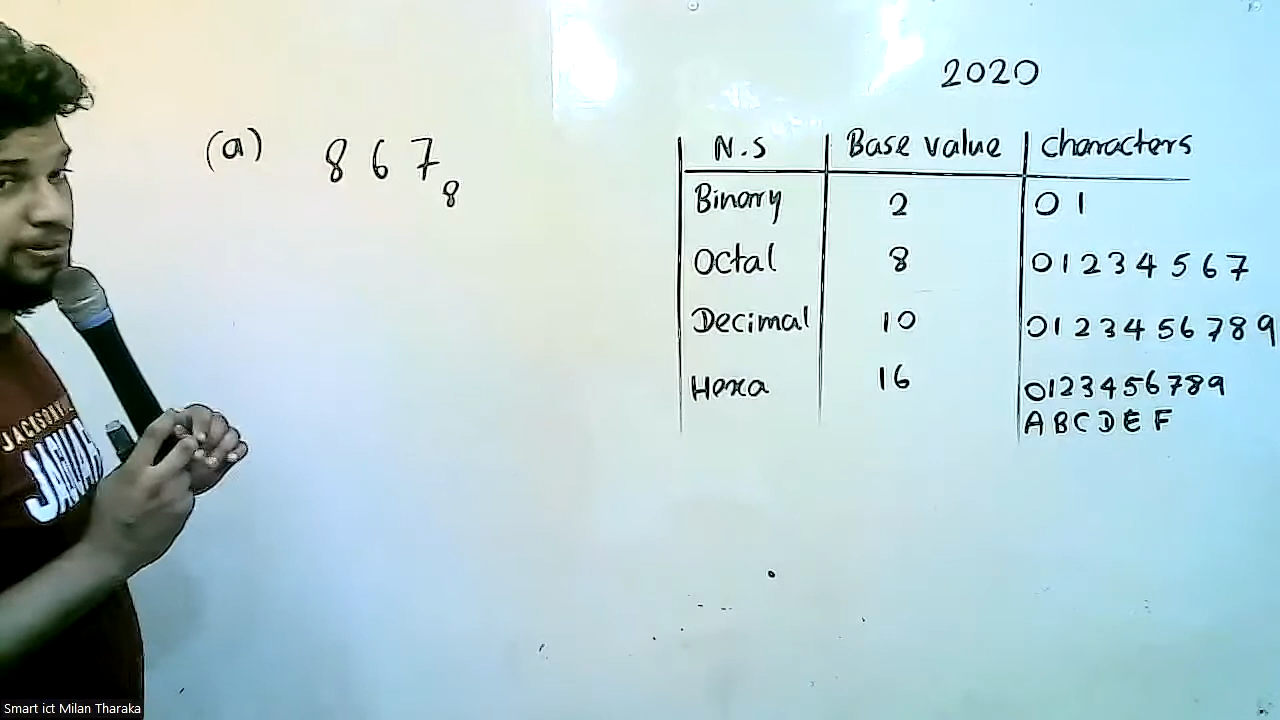 2020
(a) 867₈
N.S Base value characters
Binary 2 0 1
Octal 8 0 1 2 3 4 5 6 7
Decimal 10 0 1 2 3 4 5 6 7 8 9
Hexa 16 0 1 2 3 4 5 6 7 8 9
A B C D E F
JAGUAR
Smart ict Milan Tharaka